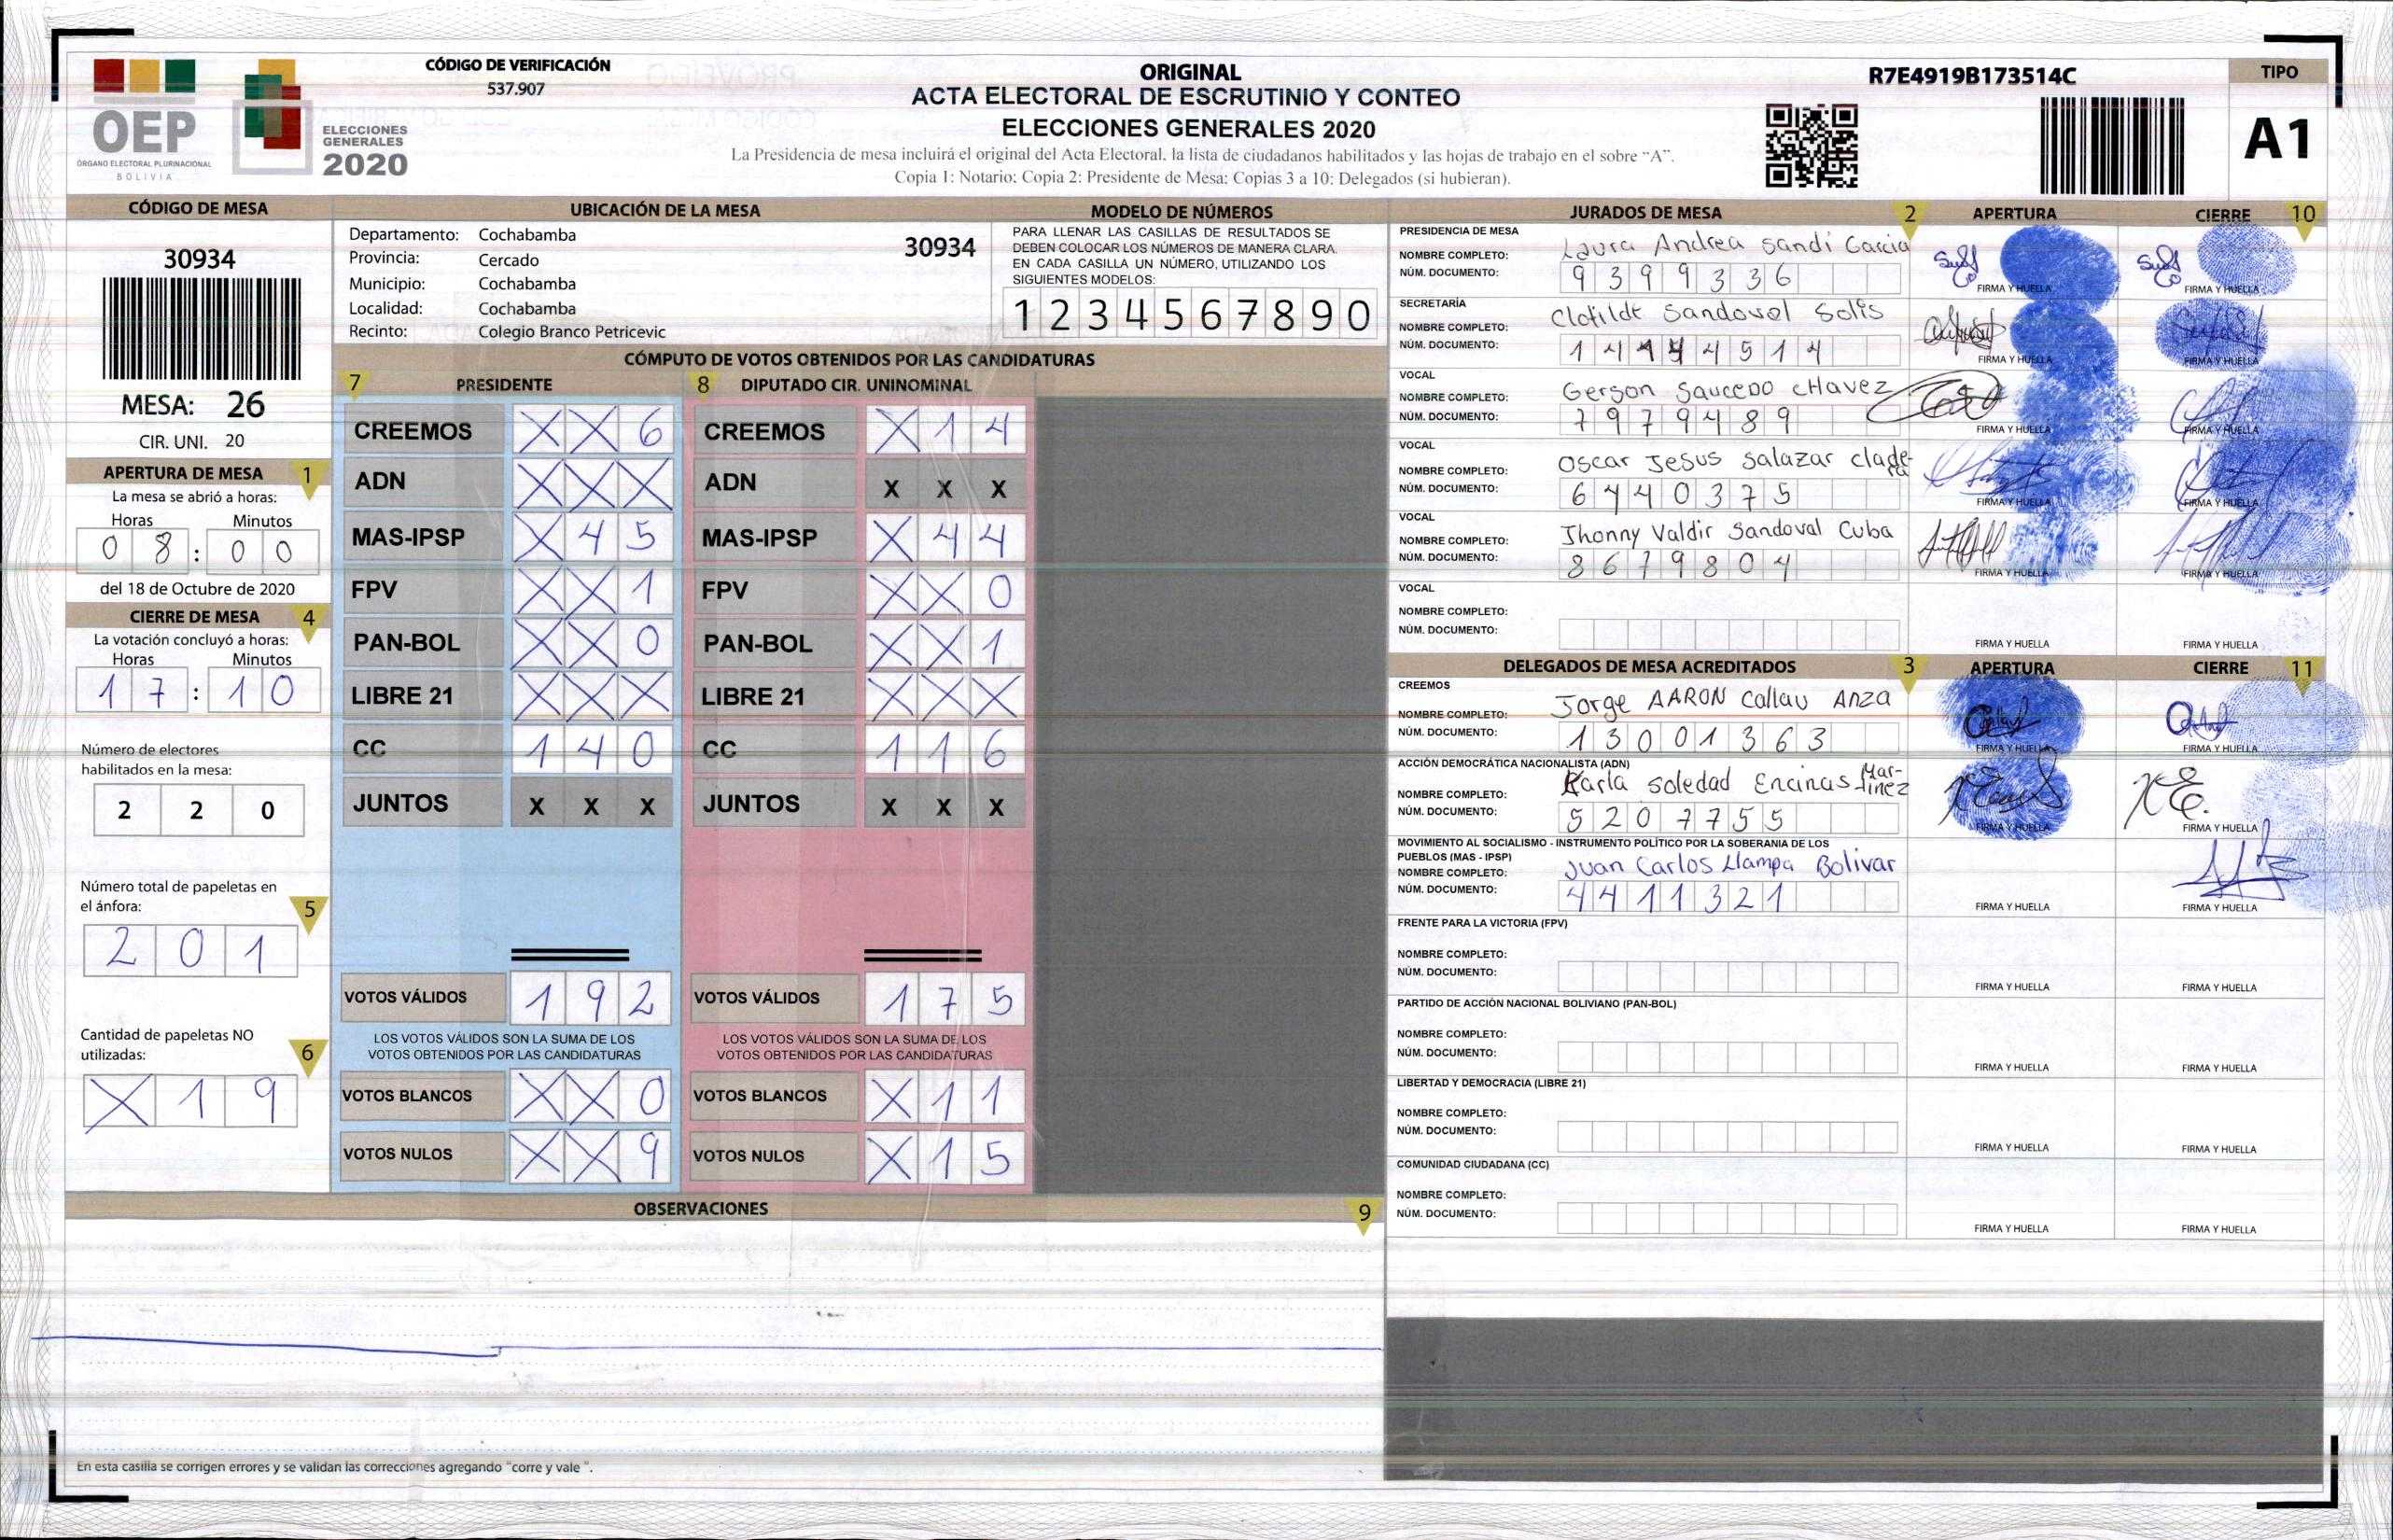 OEP
ÓRGANO ELECTORAL PLURINACIONAL
BOLIVIA
ELECCIONES
GENERALES
2020
CÓDIGO DE VERIFICACIÓN
537.907
ORIGINAL
ACTA ELECTORAL DE ESCRUTINIO Y CONTEO
ELECCIONES GENERALES 2020
La Presidencia de mesa incluirá el original del Acta Electoral, la lista de ciudadanos habilitados y las hojas de trabajo en el sobre "A".
Copia 1: Notario; Copia 2: Presidente de Mesa; Copias 3 a 10: Delegados (si hubieran).
R7E4919B173514C
TIPO
A1
CÓDIGO DE MESA
30934
MESA: 26
CIR. UNI. 20
APERTURA DE MESA 1
La mesa se abrió a horas:
Horas Minutos
0 8 : 0 0
del 18 de Octubre de 2020
CIERRE DE MESA 4
La votación concluyó a horas:
Horas Minutos
1 7 : 1 0
Número de electores
habilitados en la mesa:
2 2 0
Número total de papeletas en
el ánfora: 5
2 0 1
Cantidad de papeletas NO
utilizadas: 6
X 1 9
UBICACIÓN DE LA MESA
Departamento: Cochabamba
30934
Provincia: Cercado
Municipio: Cochabamba
Localidad: Cochabamba
Recinto: Colegio Branco Petricevic
MODELO DE NÚMEROS
PARA LLENAR LAS CASILLAS DE RESULTADOS SE
DEBEN COLOCAR LOS NÚMEROS DE MANERA CLARA.
EN CADA CASILLA UN NÚMERO, UTILIZANDO LOS
SIGUIENTES MODELOS:
1 2 3 4 5 6 7 8 9 0
CÓMPUTO DE VOTOS OBTENIDOS POR LAS CANDIDATURAS
7 PRESIDENTE 8 DIPUTADO CIR. UNINOMINAL
CREEMOS X X 6 CREEMOS X 1 4
ADN X X X ADN X X X
MAS-IPSP X 4 5 MAS-IPSP X 4 4
FPV X X 1 FPV X X 0
PAN-BOL X X 0 PAN-BOL X X 1
LIBRE 21 X X X LIBRE 21 X X X
CC 1 4 0 CC 1 1 6
JUNTOS X X X JUNTOS X X X
VOTOS VÁLIDOS 1 9 2 VOTOS VÁLIDOS 1 7 5
LOS VOTOS VÁLIDOS SON LA SUMA DE LOS LOS VOTOS VÁLIDOS SON LA SUMA DE LOS
VOTOS OBTENIDOS POR LAS CANDIDATURAS VOTOS OBTENIDOS POR LAS CANDIDATURAS
VOTOS BLANCOS X X 0 VOTOS BLANCOS X 1 1
VOTOS NULOS X X 9 VOTOS NULOS X 1 5
OBSERVACIONES 9
En esta casilla se corrigen errores y se validan las correcciones agregando "corre y vale ".
JURADOS DE MESA 2 APERTURA CIERRE 10
PRESIDENCIA DE MESA
NOMBRE COMPLETO: Laura Andrea Sandi Garcia
NÚM. DOCUMENTO: 9 3 9 9 3 3 6
FIRMA Y HUELLA FIRMA Y HUELLA
SECRETARÍA
NOMBRE COMPLETO: Clotilde Sandoval Solis
NÚM. DOCUMENTO: 1 4 4 4 4 5 1 4
FIRMA Y HUELLA FIRMA Y HUELLA
VOCAL
NOMBRE COMPLETO: Gerson Saucedo CHavez
NÚM. DOCUMENTO: 7 9 7 9 4 8 9
FIRMA Y HUELLA FIRMA Y HUELLA
VOCAL
NOMBRE COMPLETO: Oscar Jesus Salazar Clade-
ra
NÚM. DOCUMENTO: 6 4 4 0 3 7 5
FIRMA Y HUELLA FIRMA Y HUELLA
VOCAL
NOMBRE COMPLETO: Jhonny Valdir Sandoval Cuba
NÚM. DOCUMENTO: 8 6 7 9 8 0 4
FIRMA Y HUELLA FIRMA Y HUELLA
VOCAL
NOMBRE COMPLETO:
NÚM. DOCUMENTO:
FIRMA Y HUELLA FIRMA Y HUELLA
DELEGADOS DE MESA ACREDITADOS 3 APERTURA CIERRE 11
CREEMOS
NOMBRE COMPLETO: Jorge AARON Callau Anza
NÚM. DOCUMENTO: 1 3 0 0 1 3 6 3
FIRMA Y HUELLA FIRMA Y HUELLA
ACCIÓN DEMOCRÁTICA NACIONALISTA (ADN)
NOMBRE COMPLETO: Karla Soledad Encinas Mar-
tinez
NÚM. DOCUMENTO: 5 2 0 7 7 5 5
FIRMA Y HUELLA FIRMA Y HUELLA
MOVIMIENTO AL SOCIALISMO - INSTRUMENTO POLÍTICO POR LA SOBERANIA DE LOS
PUEBLOS (MAS - IPSP)
NOMBRE COMPLETO: Juan Carlos Llampa Bolivar
NÚM. DOCUMENTO: 4 4 1 1 3 2 1
FIRMA Y HUELLA FIRMA Y HUELLA
FRENTE PARA LA VICTORIA (FPV)
NOMBRE COMPLETO:
NÚM. DOCUMENTO:
FIRMA Y HUELLA FIRMA Y HUELLA
PARTIDO DE ACCIÓN NACIONAL BOLIVIANO (PAN-BOL)
NOMBRE COMPLETO:
NÚM. DOCUMENTO:
FIRMA Y HUELLA FIRMA Y HUELLA
LIBERTAD Y DEMOCRACIA (LIBRE 21)
NOMBRE COMPLETO:
NÚM. DOCUMENTO:
FIRMA Y HUELLA FIRMA Y HUELLA
COMUNIDAD CIUDADANA (CC)
NOMBRE COMPLETO:
NÚM. DOCUMENTO:
FIRMA Y HUELLA FIRMA Y HUELLA